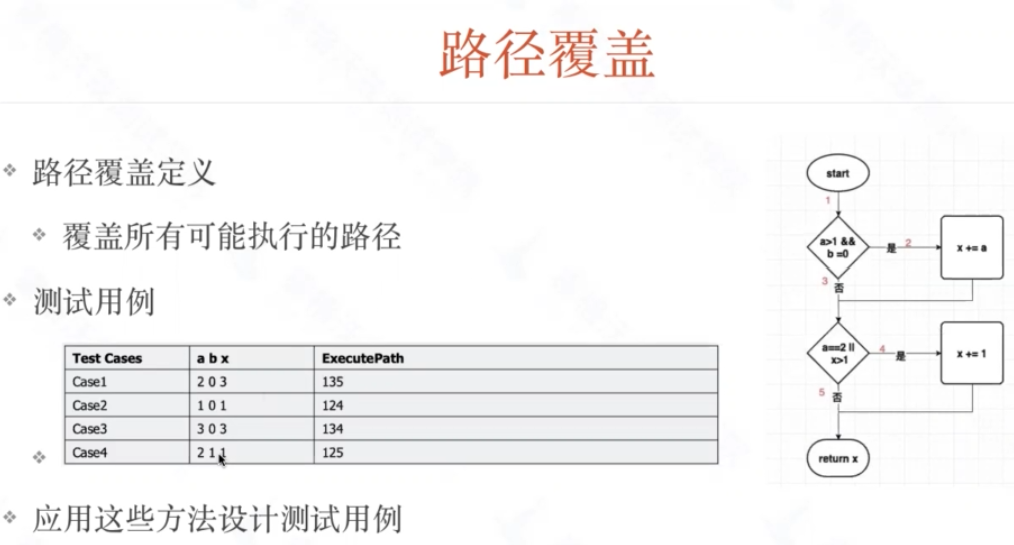 路径覆盖
路径覆盖定义
覆盖所有可能执行的路径
测试用例
Test Cases a b x ExecutePath
Case1 2 0 3 135
Case2 1 0 1 124
Case3 3 0 3 134
Case4 2 1 1 125
应用这些方法设计测试用例
start
1
a>1 &&
b =0
是 2
x += a
3
否
a==2 ||
x>1
4 是
x += 1
5
否
return x